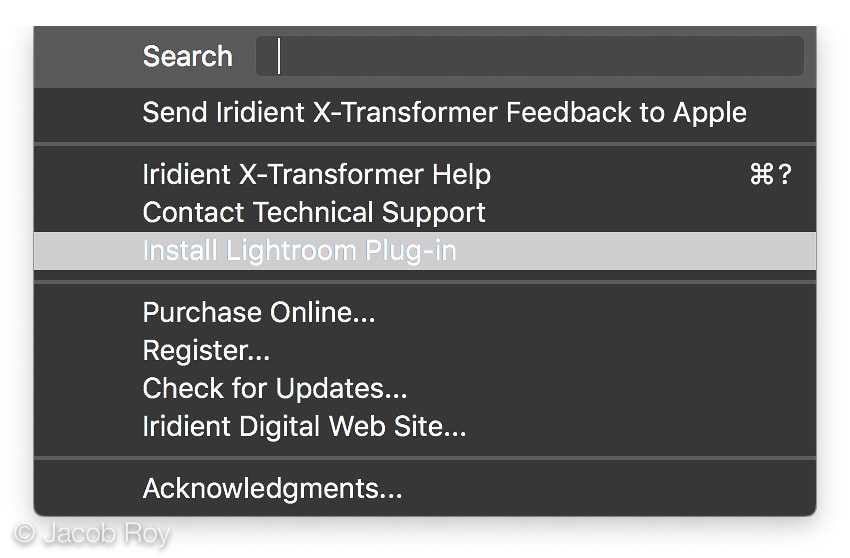 Search
Send Iridient X-Transformer Feedback to Apple
Iridient X-Transformer Help ⌘?
Contact Technical Support
Install Lightroom Plug-in
Purchase Online...
Register...
Check for Updates...
Iridient Digital Web Site...
Acknowledgments...
© Jacob Roy